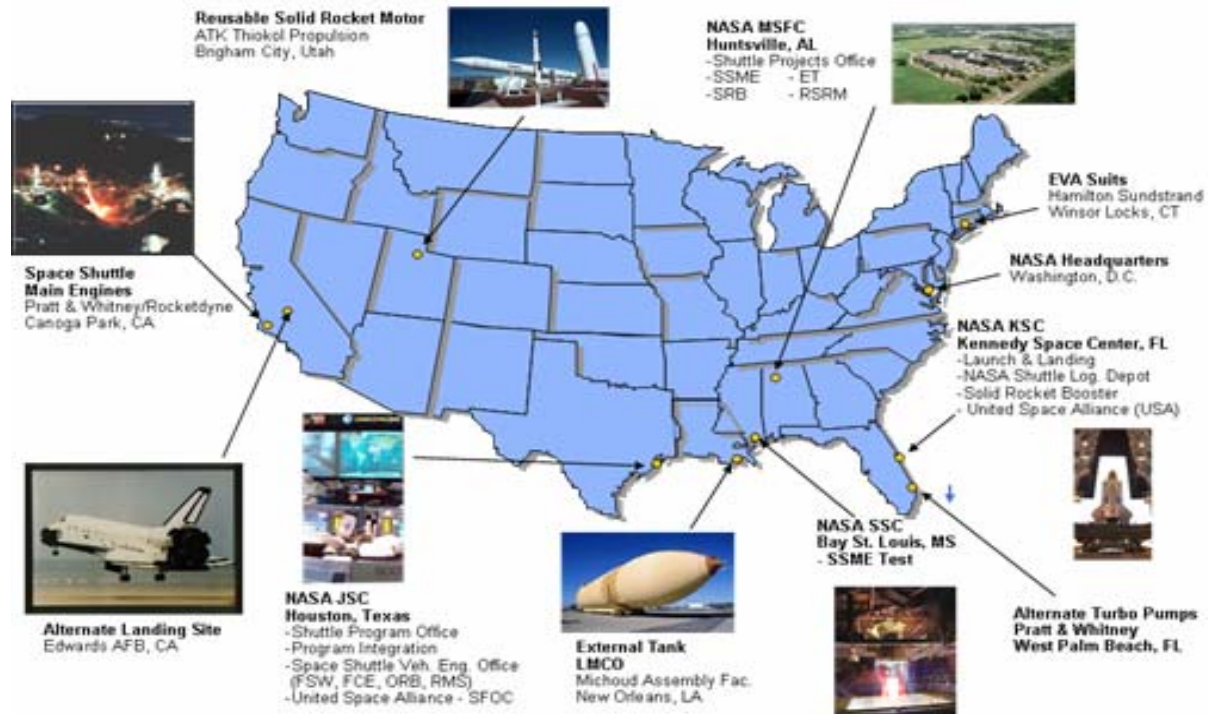 Reusable Solid Rocket Motor
ATK Thiokol Propulsion
Brigham City, Utah
NASA MSFC
Huntsville, AL
-Shuttle Projects Office
-SSME - ET
-SRB - RSRM
EVA Suits
Hamilton Sundstrand
Winsor Locks, CT
NASA Headquarters
Washington, D.C.
Space Shuttle
Main Engines
Pratt & Whitney/Rocketdyne
Canoga Park, CA
NASA KSC
Kennedy Space Center, FL
-Launch & Landing
-NASA Shuttle Log. Depot
-Solid Rocket Booster
- United Space Alliance (USA)
NASA SSC
Bay St. Louis, MS
- SSME Test
Alternate Landing Site
Edwards AFB, CA
NASA JSC
Houston, Texas
-Shuttle Program Office
-Program Integration
-Space Shuttle Veh. Eng. Office
(FSW, FCE, ORB, RMS)
-United Space Alliance - SFOC
External Tank
LMCO
Michoud Assembly Fac.
New Orleans, LA
Alternate Turbo Pumps
Pratt & Whitney
West Palm Beach, FL